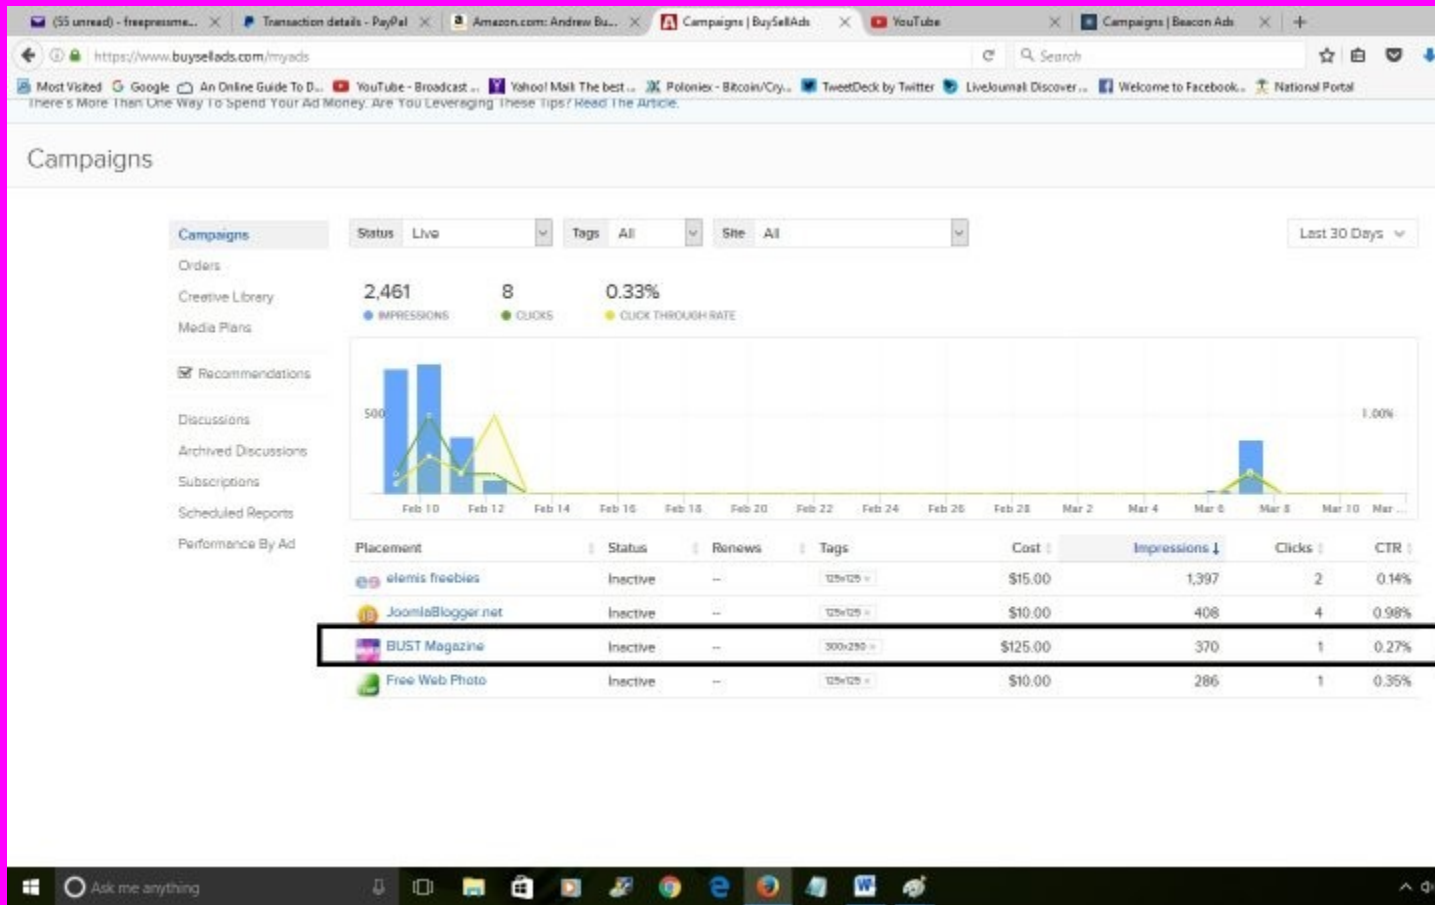 (55 unread) - freepressme... Transaction details - PayPal Amazon.com: Andrew Bu... Campaigns | BuySellAds YouTube Campaigns | Beacon Ads
https://www.buysellads.com/myads Search
Most Visited Google An Online Guide To D... YouTube - Broadcast ... Yahoo! Mail: The best ... Poloniex - Bitcoin/Cry... TweetDeck by Twitter LiveJournal: Discover ... Welcome to Facebook... National Portal
There's More Than One Way To Spend Your Ad Money. Are You Leveraging These Tips? Read The Article.
Campaigns
Campaigns
Orders
Creative Library
Media Plans
Recommendations
Discussions
Archived Discussions
Subscriptions
Scheduled Reports
Performance By Ad
Status Live Tags All Site All Last 30 Days
2,461 8 0.33%
IMPRESSIONS CLICKS CLICK THROUGH RATE
500 1.00%
Feb 10 Feb 12 Feb 14 Feb 16 Feb 18 Feb 20 Feb 22 Feb 24 Feb 26 Feb 28 Mar 2 Mar 4 Mar 6 Mar 8 Mar 10 Mar ...
Placement Status Renews Tags Cost Impressions Clicks CTR
elemis freebies Inactive -- 125x125 × $15.00 1,397 2 0.14%
JoomlaBlogger.net Inactive -- 125x125 × $10.00 408 4 0.98%
BUST Magazine Inactive -- 300x250 × $125.00 370 1 0.27%
Free Web Photo Inactive -- 125x125 × $10.00 286 1 0.35%
Ask me anything